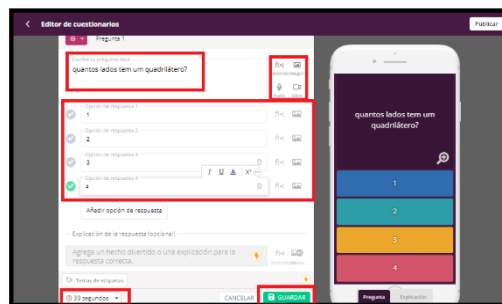 Editor de cuestionarios
Publicar
Pregunta 1
Escribe tu pregunta aquí
quantos lados tem um quadrilátero?
f(x)
Opción de respuesta 1
1
f(x)
Opción de respuesta 2
2
f(x)
Opción de respuesta 3
3
f(x)
I U A X²
Opción de respuesta 4
4
f(x)
Añadir opción de respuesta
Explicación de la respuesta (opcional)
Agrega un hecho divertido o una explicación para la
respuesta correcta.
f(x)
Temas de etiquetas
30 segundos
CANCELAR
GUARDAR
quantos lados tem um
quadrilátero?
1
2
3
4
Pregunta
Explicación